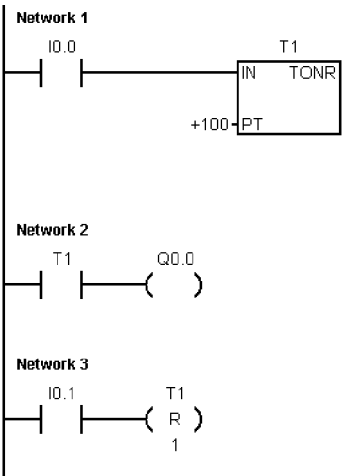 Network 1
I0.0
T1
IN TONR
+100 PT
Network 2
T1
Q0.0
Network 3
I0.1
T1
R
1